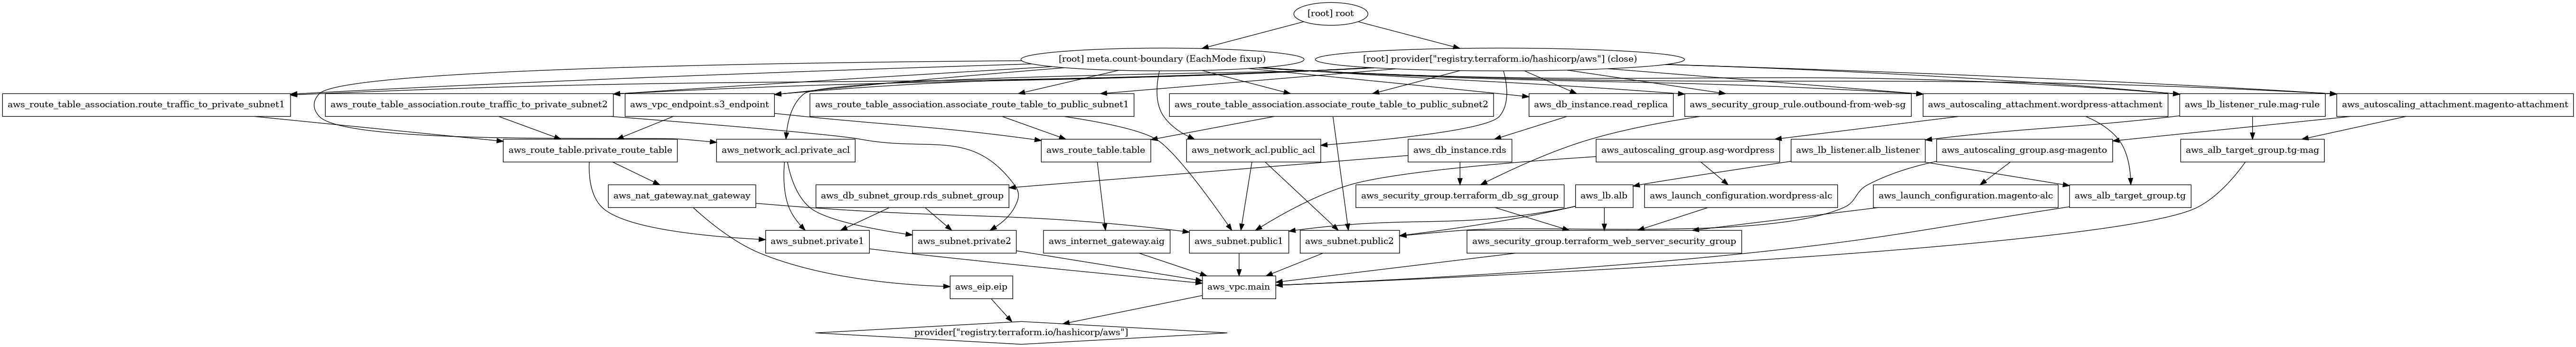 [root] root
[root] meta.count-boundary (EachMode fixup)
[root] provider["registry.terraform.io/hashicorp/aws"] (close)
aws_route_table_association.route_traffic_to_private_subnet1
aws_route_table_association.route_traffic_to_private_subnet2
aws_vpc_endpoint.s3_endpoint
aws_route_table_association.associate_route_table_to_public_subnet1
aws_route_table_association.associate_route_table_to_public_subnet2
aws_db_instance.read_replica
aws_security_group_rule.outbound-from-web-sg
aws_autoscaling_attachment.wordpress-attachment
aws_lb_listener_rule.mag-rule
aws_autoscaling_attachment.magento-attachment
aws_route_table.private_route_table
aws_network_acl.private_acl
aws_route_table.table
aws_network_acl.public_acl
aws_db_instance.rds
aws_autoscaling_group.asg-wordpress
aws_lb_listener.alb_listener
aws_autoscaling_group.asg-magento
aws_alb_target_group.tg-mag
aws_nat_gateway.nat_gateway
aws_db_subnet_group.rds_subnet_group
aws_security_group.terraform_db_sg_group
aws_lb.alb
aws_launch_configuration.wordpress-alc
aws_launch_configuration.magento-alc
aws_alb_target_group.tg
aws_subnet.private1
aws_subnet.private2
aws_internet_gateway.aig
aws_subnet.public1
aws_subnet.public2
aws_security_group.terraform_web_server_security_group
aws_eip.eip
aws_vpc.main
provider["registry.terraform.io/hashicorp/aws"]